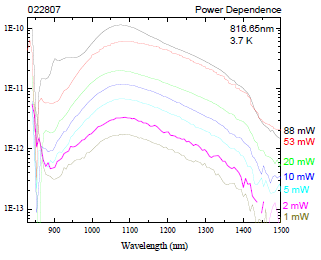 022807 Power Dependence
816.65nm
3.7 K
1E-10
1E-11
1E-12
1E-13
88 mW
53 mW
20 mW
10 mW
5 mW
2 mW
1 mW
900 1000 1100 1200 1300 1400 1500
Wavelength (nm)